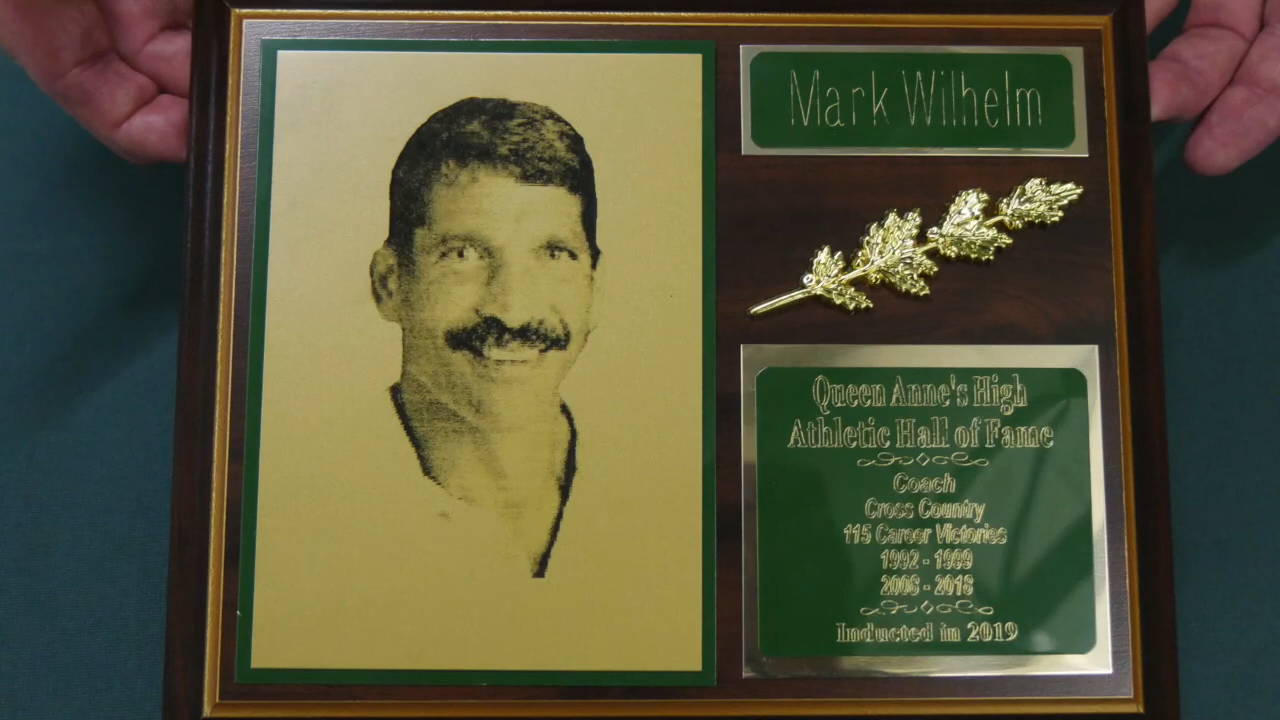 Mark Wilhelm
Queen Anne's High
Athletic Hall of Fame
Coach
Cross Country
115 Career Victories
1992 - 1999
2006 - 2018
Inducted in 2019